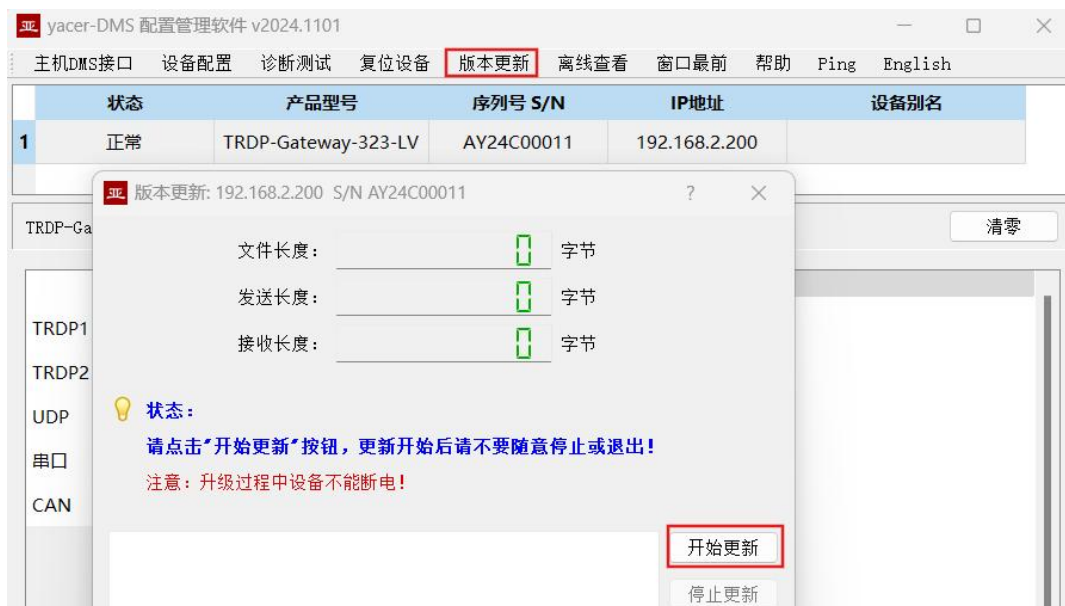 亚 yacer-DMS 配置管理软件 v2024.1101
主机DMS接口 设备配置 诊断测试 复位设备 版本更新 离线查看 窗口最前 帮助 Ping English
状态 产品型号 序列号 S/N IP地址 设备别名
1 正常 TRDP-Gateway-323-LV AY24C00011 192.168.2.200
亚 版本更新: 192.168.2.200 S/N AY24C00011 ?
TRDP-Ga 清零
文件长度: 0 字节
发送长度: 0 字节
TRDP1
接收长度: 0 字节
TRDP2
状态:
UDP
请点击"开始更新"按钮,更新开始后请不要随意停止或退出!
串口
注意:升级过程中设备不能断电!
CAN
开始更新
停止更新